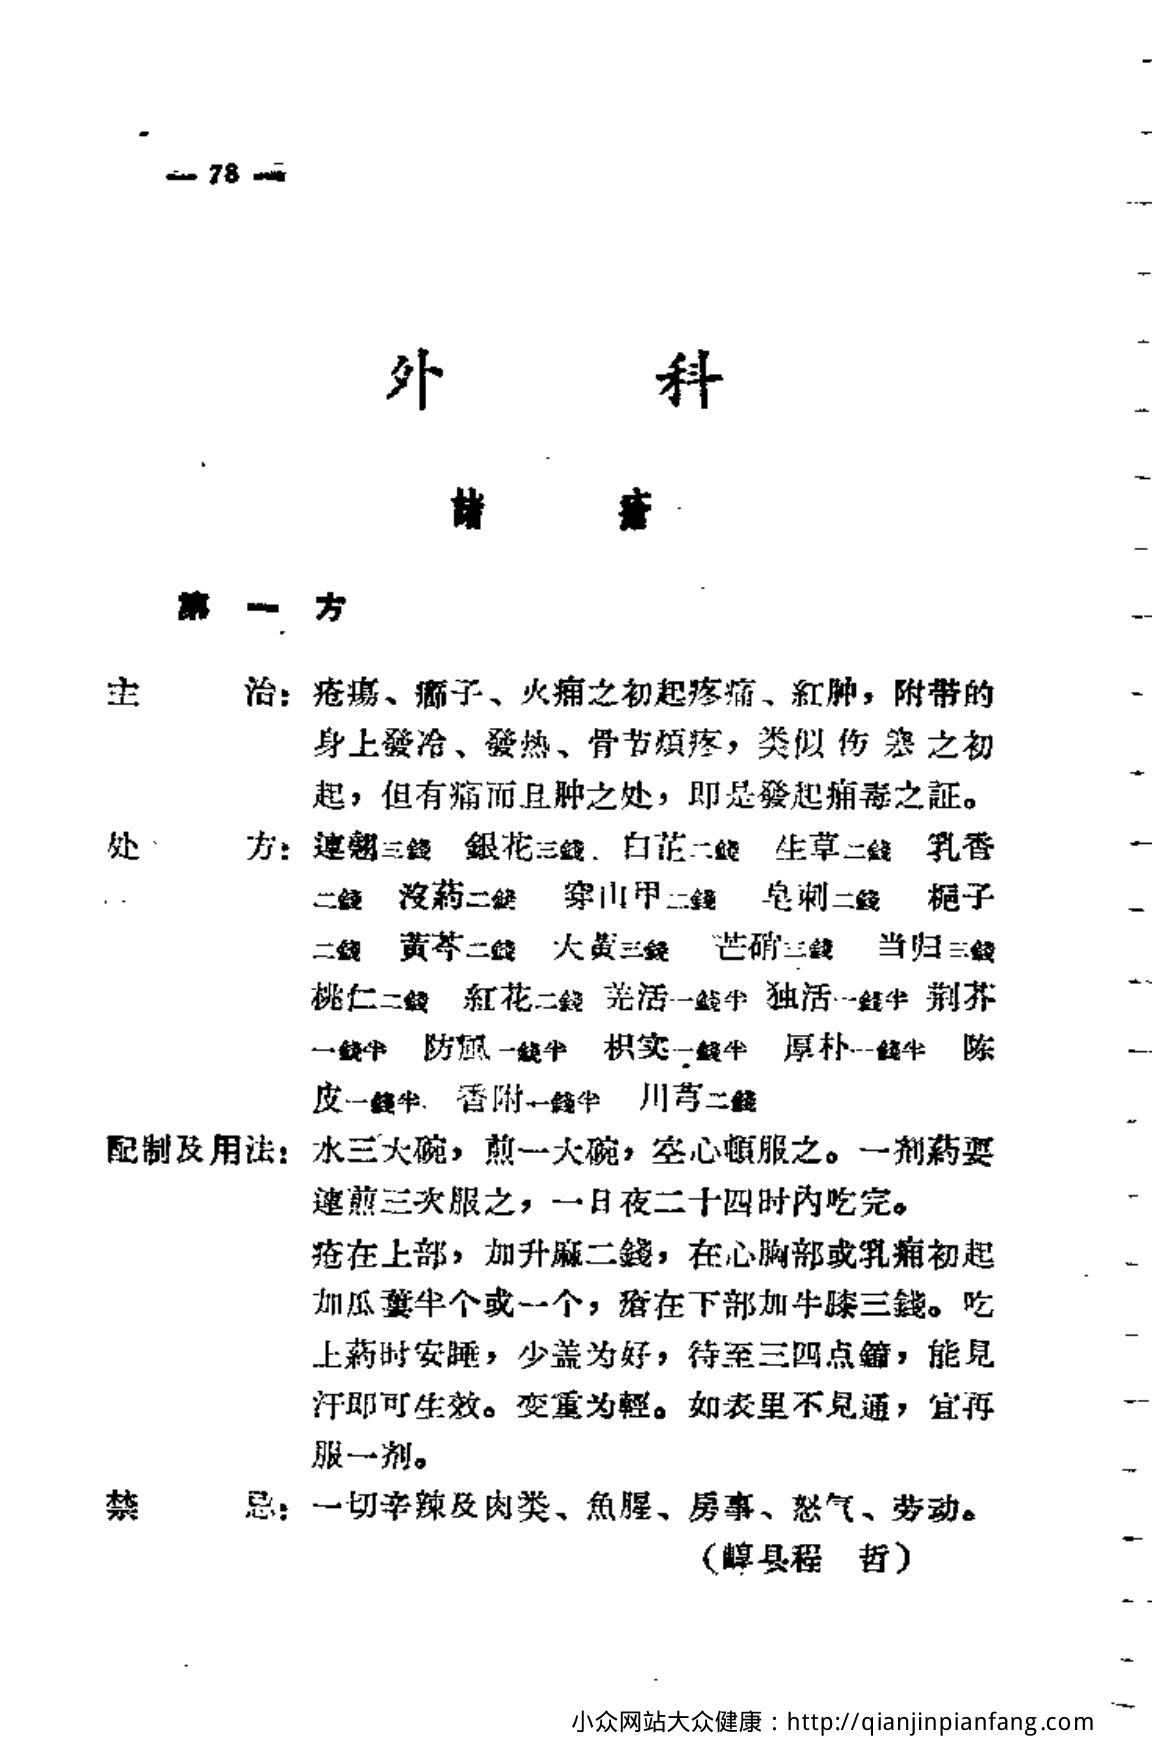 — 78 —
外 科
諸 瘡
第 一 方
主 治：疮瘍、癤子、火痈之初起疼痛、紅肿，附带的
身上發冷、發热、骨节煩疼，类似伤寒之初
起，但有痛而且肿之处，即是發起痈毒之証。
处 方：連翘三錢 銀花三錢 白芷二錢 生草二錢 乳香
二錢 沒葯二錢 穿山甲二錢 皂刺二錢 梔子
二錢 黃芩二錢 大黃三錢 芒硝三錢 当归三錢
桃仁二錢 紅花二錢 羌活一錢半 独活一錢半 荆芥
一錢半 防風一錢半 枳实一錢半 厚朴一錢半 陈
皮一錢半 香附一錢半 川芎二錢
配制及用法：水三大碗，煎一大碗，空心頓服之。一剂葯要
連煎三次服之，一日夜二十四时內吃完。
疮在上部，加升麻二錢，在心胸部或乳痈初起
加瓜蔞半个或一个，瘡在下部加牛膝三錢。吃
上葯时安睡，少盖为好，待至三四点鐘，能見
汗即可生效。变重为輕。如表里不見通，宜再
服一剂。
禁 忌：一切辛辣及肉类、魚腥、房事、怒气、劳动。
（崞县程 哲）
小众网站大众健康：http://qianjinpianfang.com